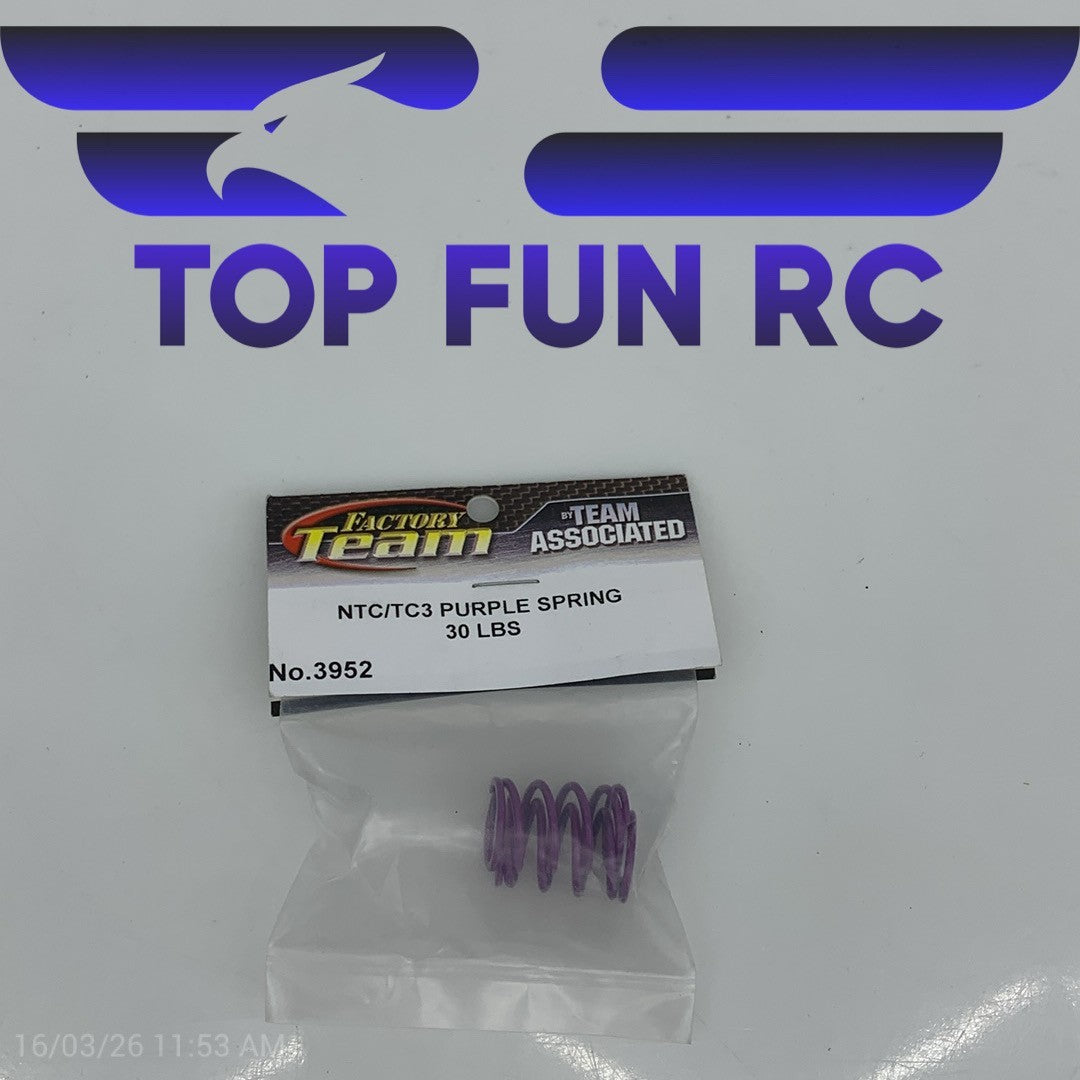 TOP FUN RC
FACTORY
Team
BY TEAM
ASSOCIATED
NTC/TC3 PURPLE SPRING
30 LBS
No.3952
16/03/26 11:53 AM